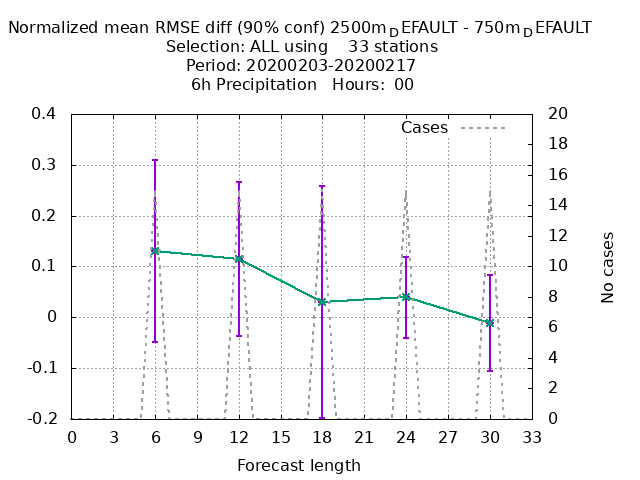 Normalized mean RMSE diff (90% conf) 2500m_DEFAULT - 750m_DEFAULT
Selection: ALL using 33 stations
Period: 20200203-20200217
6h Precipitation Hours: 00
Cases
0.4
0.3
0.2
0.1
0
-0.1
-0.2
20
18
16
14
12
10
8
6
4
2
0
No cases
0 3 6 9 12 15 18 21 24 27 30 33
Forecast length